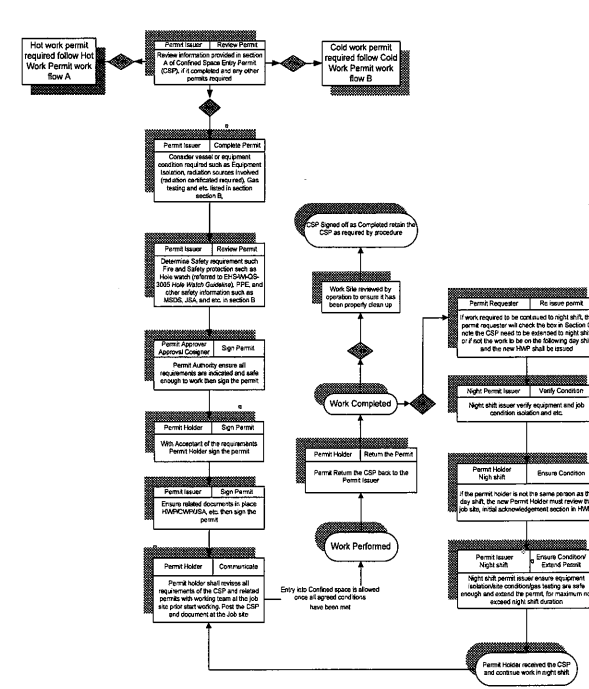 Hot work permit
required follow Hot
Work Permit work
flow A
Permit Issuer
Review Permit
Review information provided in section
A of Confined Space Entry Permit
(CSP), if it completed and any other
permits required
Cold work permit
required follow Cold
Work Permit work
flow B
Permit Issuer
Complete Permit
Consider vessel or equipment
condition required such as Equipment
Isolation, radiation sources involved
(radiation certificated required), Gas
testing and etc. listed in section
section B,
Permit Issuer
Review Permit
Determine Safety requirement such
Fire and Safety protection such as
Hole watch (referred to
Hole Watch Guideline), PPE, and
other safety information such as
MSDS, JSA, and etc. in section B
Permit Approver
Approval Cosigner
Sign Permit
Permit Authority ensure all
requirements are indicated and safe
enough to work then sign the permit
Permit Holder
Sign Permit
With Acceptant of the requirements
Permit Holder sign the permit
Permit Issuer
Sign Permit
Ensure related documents in place
HWP/CWP/JSA, etc. then sign the
permit
Permit Holder
Communicate
Permit holder shall revises all
requirements of the CSP and related
permits with working team at the job
site prior start working. Post the CSP
and document at the Job site
Entry into Confined space is allowed
once all agreed conditions
have been met
Work Performed
Permit Holder
Return the Permit
Permit Return the CSP back to the
Permit Issuer
Work Completed
Work Site reviewed by
operation to ensure it has
been properly clean up
CSP Signed off as Completed retain the
CSP as required by procedure
Permit Requester
Re issue permit
If work required to be continued to night shift, th
permit requester will check the box in Section
note the CSP need to be extended to night shi
or if not the work to be on the following day shi
and the new HWP shall be issued
Night Permit Issuer
Verify Condition
Night shift issuer verify equipment and job
condition isolation and etc.
Permit Holder
Nigh shift
Ensure Condition
If the permit holder is not the same person as th
day shift, the new Permit Holder must review th
job site, initial acknowledgement section in HW
Permit Issuer
Night shift
Ensure Condition/
Extend Permit
Night shift permit issuer ensure equipment
isolation/site condition/gas testing are safe
enough and extend the permit, for maximum no
exceed night shift duration
Permit Holder received the CSP
and continue work in night shift